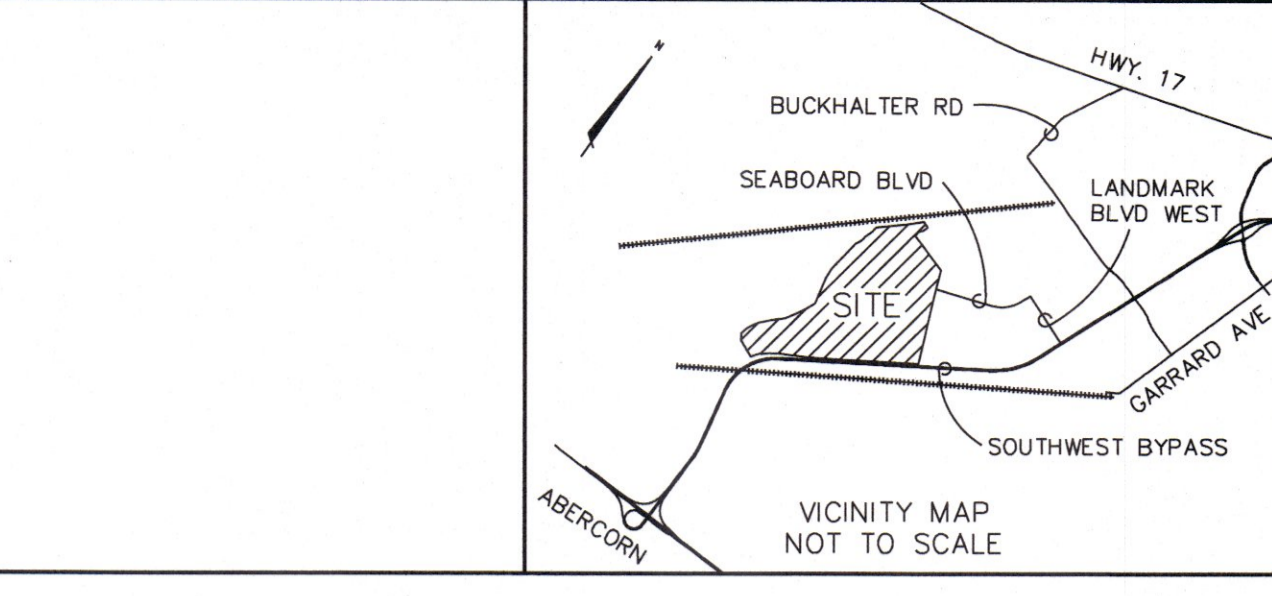 N
HWY. 17
BUCKHALTER RD
SEABOARD BLVD
LANDMARK
BLVD WEST
SITE
GARRARD AVE
SOUTHWEST BYPASS
ABERCORN
VICINITY MAP
NOT TO SCALE